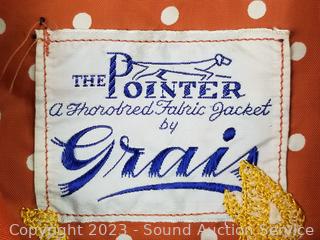 THE POINTER
A Thorobred Fabric Jacket
by
Grais
Copyright 2023 - Sound Auction Service